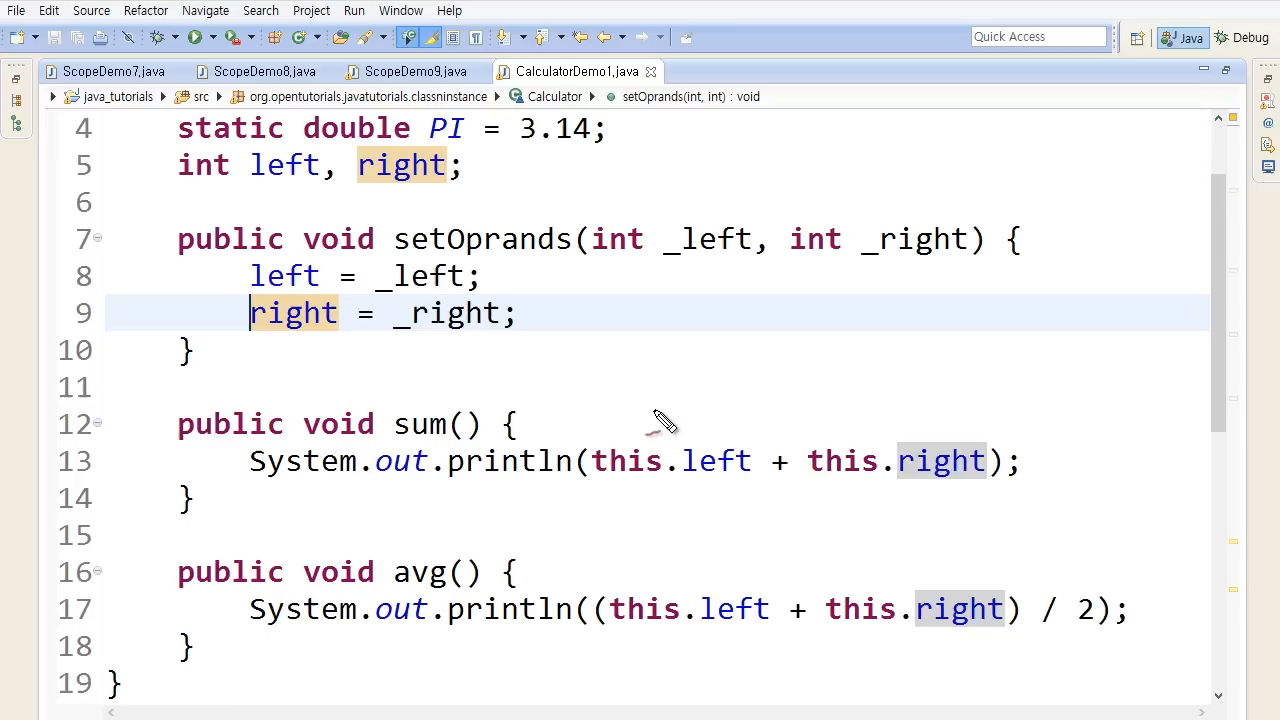 File Edit Source Refactor Navigate Search Project Run Window Help
Quick Access Java Debug
ScopeDemo7.java ScopeDemo8.java ScopeDemo9.java CalculatorDemo1.java
java_tutorials src org.opentutorials.javatutorials.classninstance Calculator setOprands(int, int) : void
4 static double PI = 3.14;
5 int left, right;
6
7 public void setOprands(int _left, int _right) {
8 left = _left;
9 right = _right;
10 }
11
12 public void sum() {
13 System.out.println(this.left + this.right);
14 }
15
16 public void avg() {
17 System.out.println((this.left + this.right) / 2);
18 }
19 }